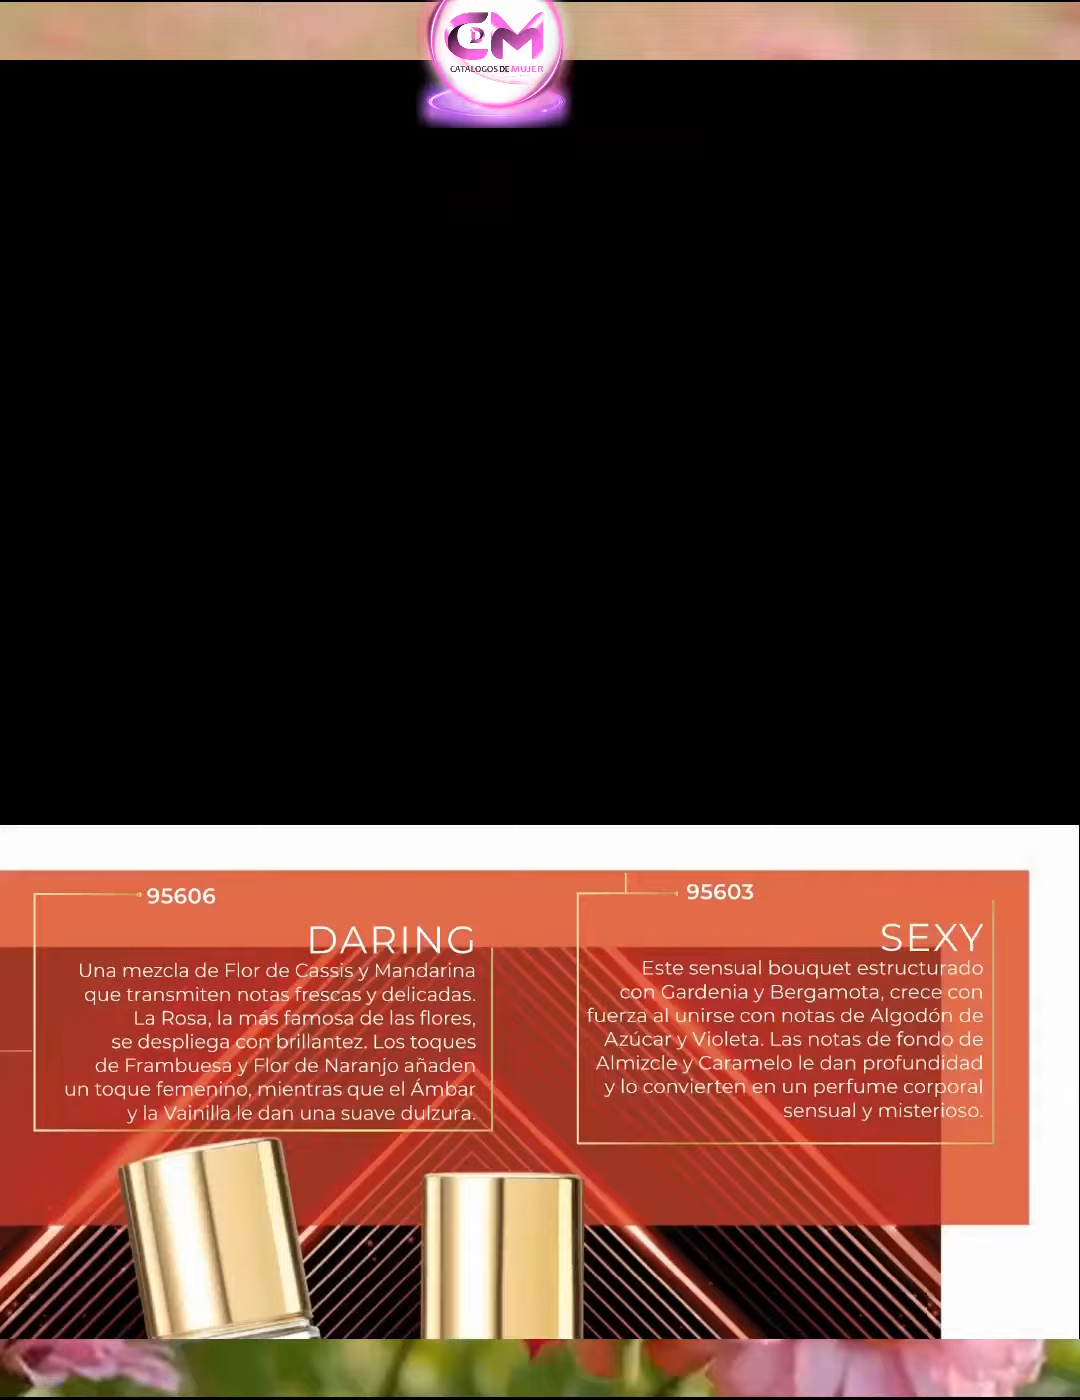 CDM
CATALOGOS DE MUJER
95606
DARING
Una mezcla de Flor de Cassis y Mandarina
que transmiten notas frescas y delicadas.
La Rosa, la más famosa de las flores,
se despliega con brillantez. Los toques
de Frambuesa y Flor de Naranjo añaden
un toque femenino, mientras que el Ámbar
y la Vainilla le dan una suave dulzura.
95603
SEXY
Este sensual bouquet estructurado
con Gardenia y Bergamota, crece con
fuerza al unirse con notas de Algodón de
Azúcar y Violeta. Las notas de fondo de
Almizcle y Caramelo le dan profundidad
y lo convierten en un perfume corporal
sensual y misterioso.